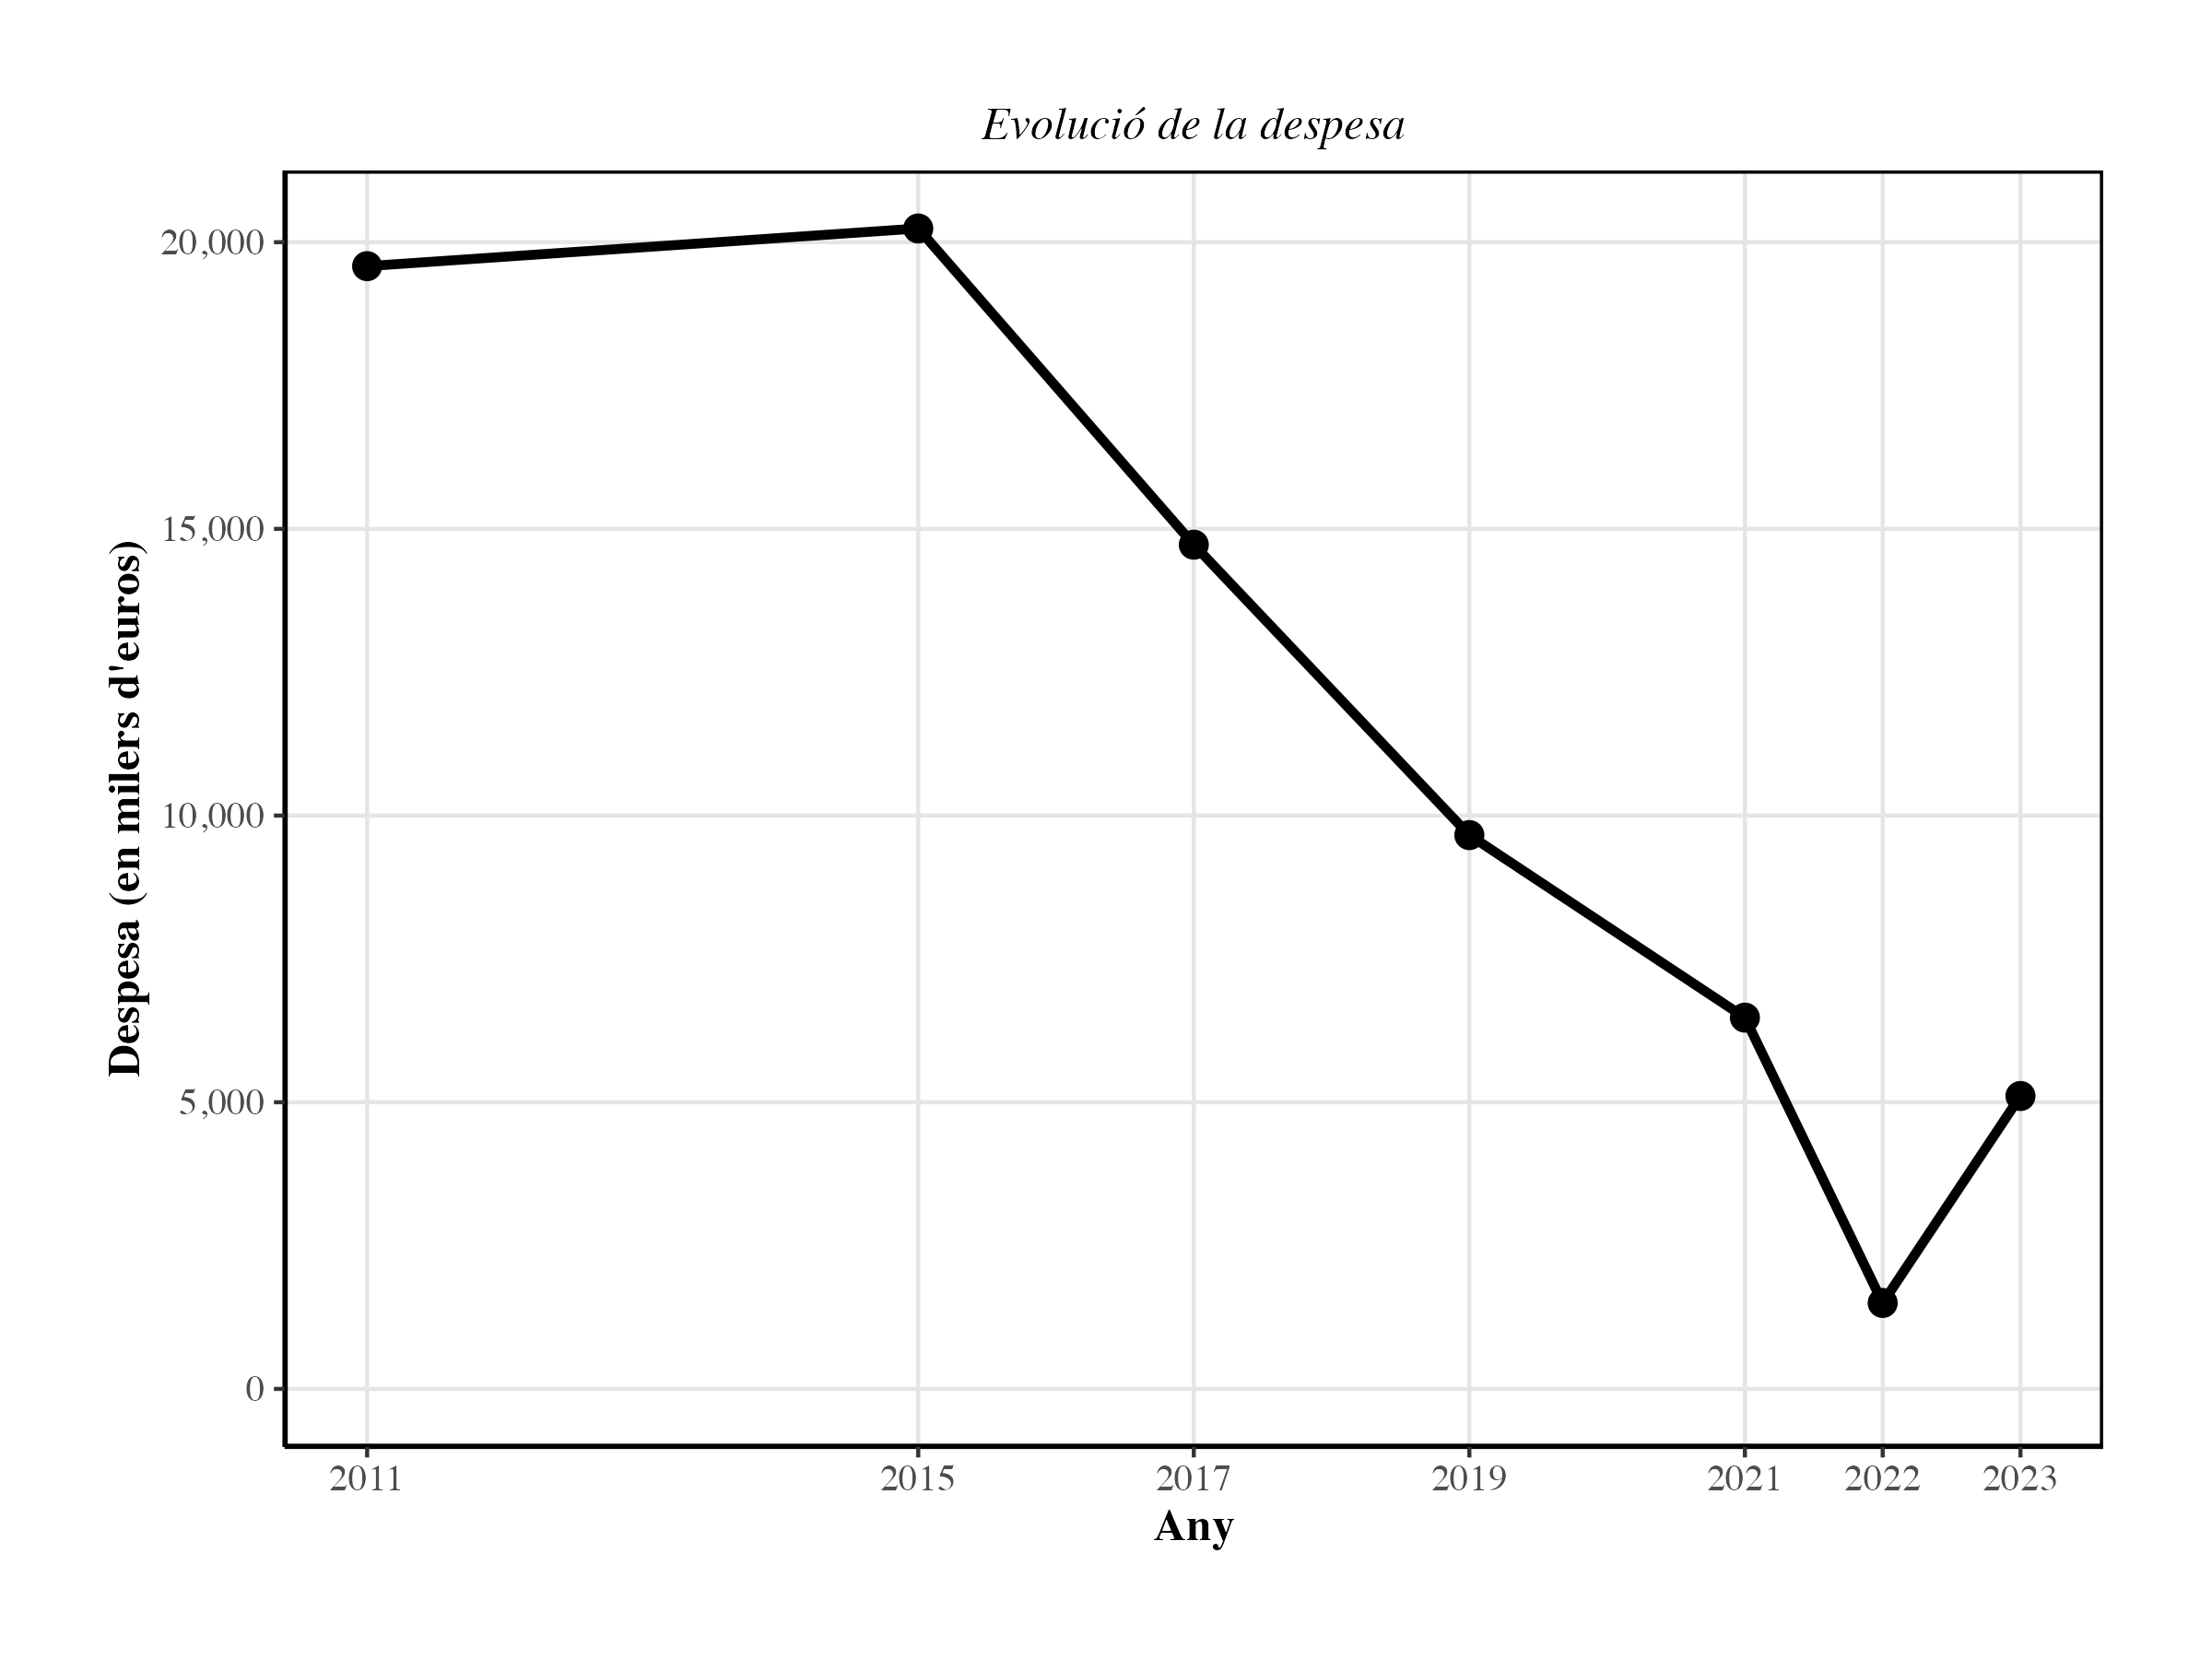 Evolució de la despesa
Despesa (en milers d'euros)
20,000
15,000
10,000
5,000
0
2011 2015 2017 2019 2021 2022 2023
Any